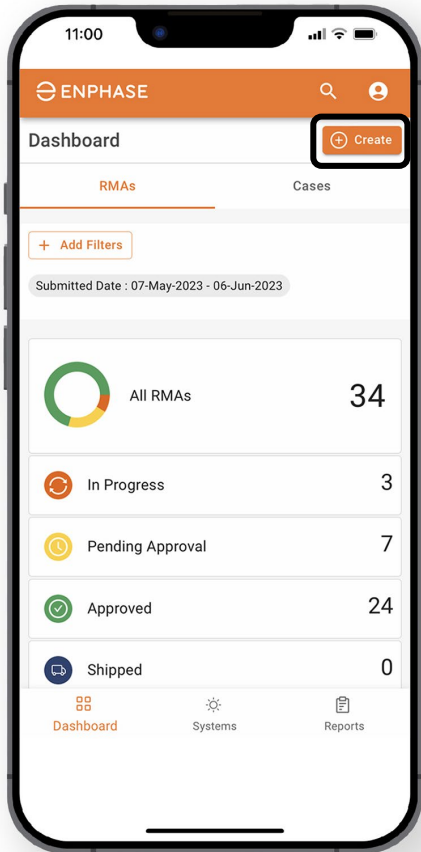 11:00
ENPHASE
Dashboard
Create
RMAs Cases
+ Add Filters
Submitted Date : 07-May-2023 - 06-Jun-2023
All RMAs 34
In Progress 3
Pending Approval 7
Approved 24
Shipped 0
Dashboard Systems Reports